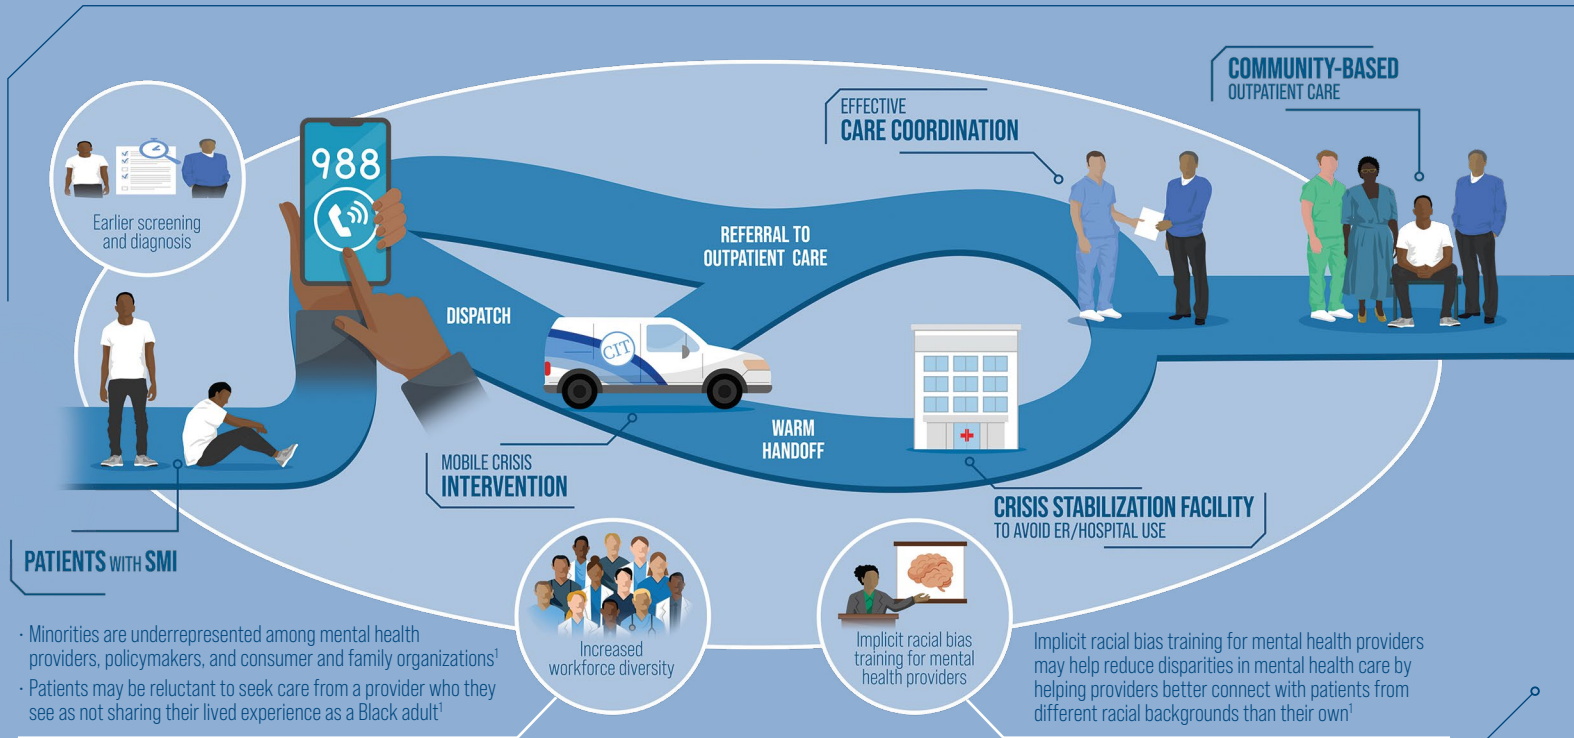 COMMUNITY-BASED
OUTPATIENT CARE
EFFECTIVE
CARE COORDINATION
988
Earlier screening
and diagnosis
REFERRAL TO
OUTPATIENT CARE
DISPATCH
CIT
WARM
HANDOFF
MOBILE CRISIS
INTERVENTION
CRISIS STABILIZATION FACILITY
TO AVOID ER/HOSPITAL USE
PATIENTS WITH SMI
· Minorities are underrepresented among mental health
providers, policymakers, and consumer and family organizations¹
· Patients may be reluctant to seek care from a provider who they
see as not sharing their lived experience as a Black adult¹
Increased
workforce diversity
Implicit racial bias
training for mental
health providers
Implicit racial bias training for mental health providers
may help reduce disparities in mental health care by
helping providers better connect with patients from
different racial backgrounds than their own¹